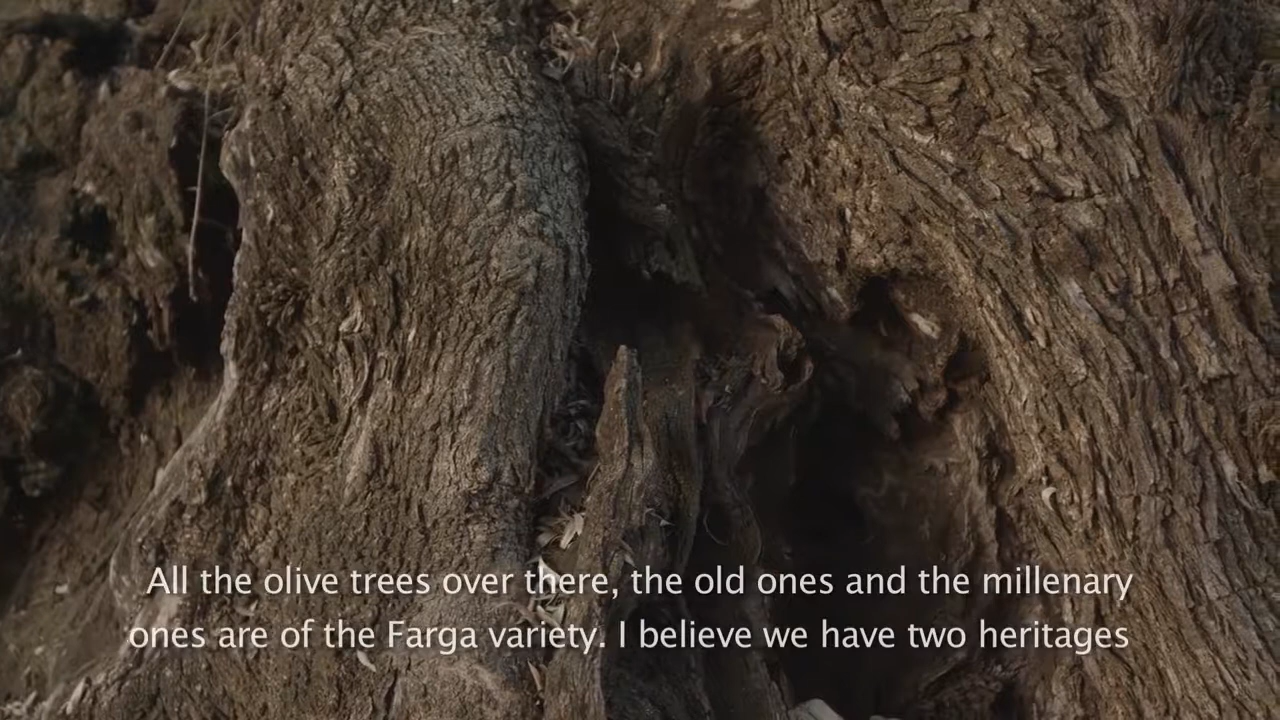 All the olive trees over there, the old ones and the millenary
ones are of the Farga variety. I believe we have two heritages